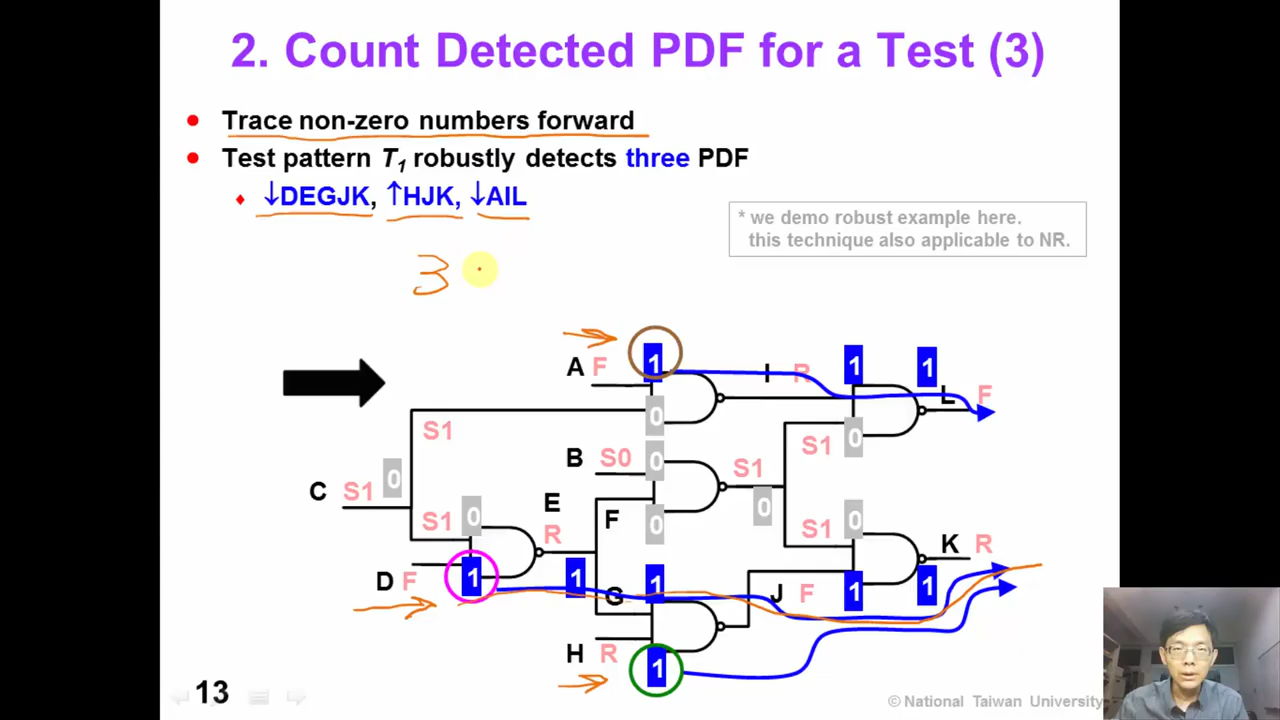 2. Count Detected PDF for a Test (3)
• Trace non-zero numbers forward
• Test pattern T1 robustly detects three PDF
♦ ↓DEGJK, ↑HJK, ↓AIL
* we demo robust example here.
this technique also applicable to NR.
3
1
A F I R 1 1 L F
0
S1
B S0 0 S1 S1 0
C S1 0
0 E F 0 0 S1 0 K R
S1 R
D F 1 1 G 1 J F 1 1
H R 1
13
© National Taiwan University